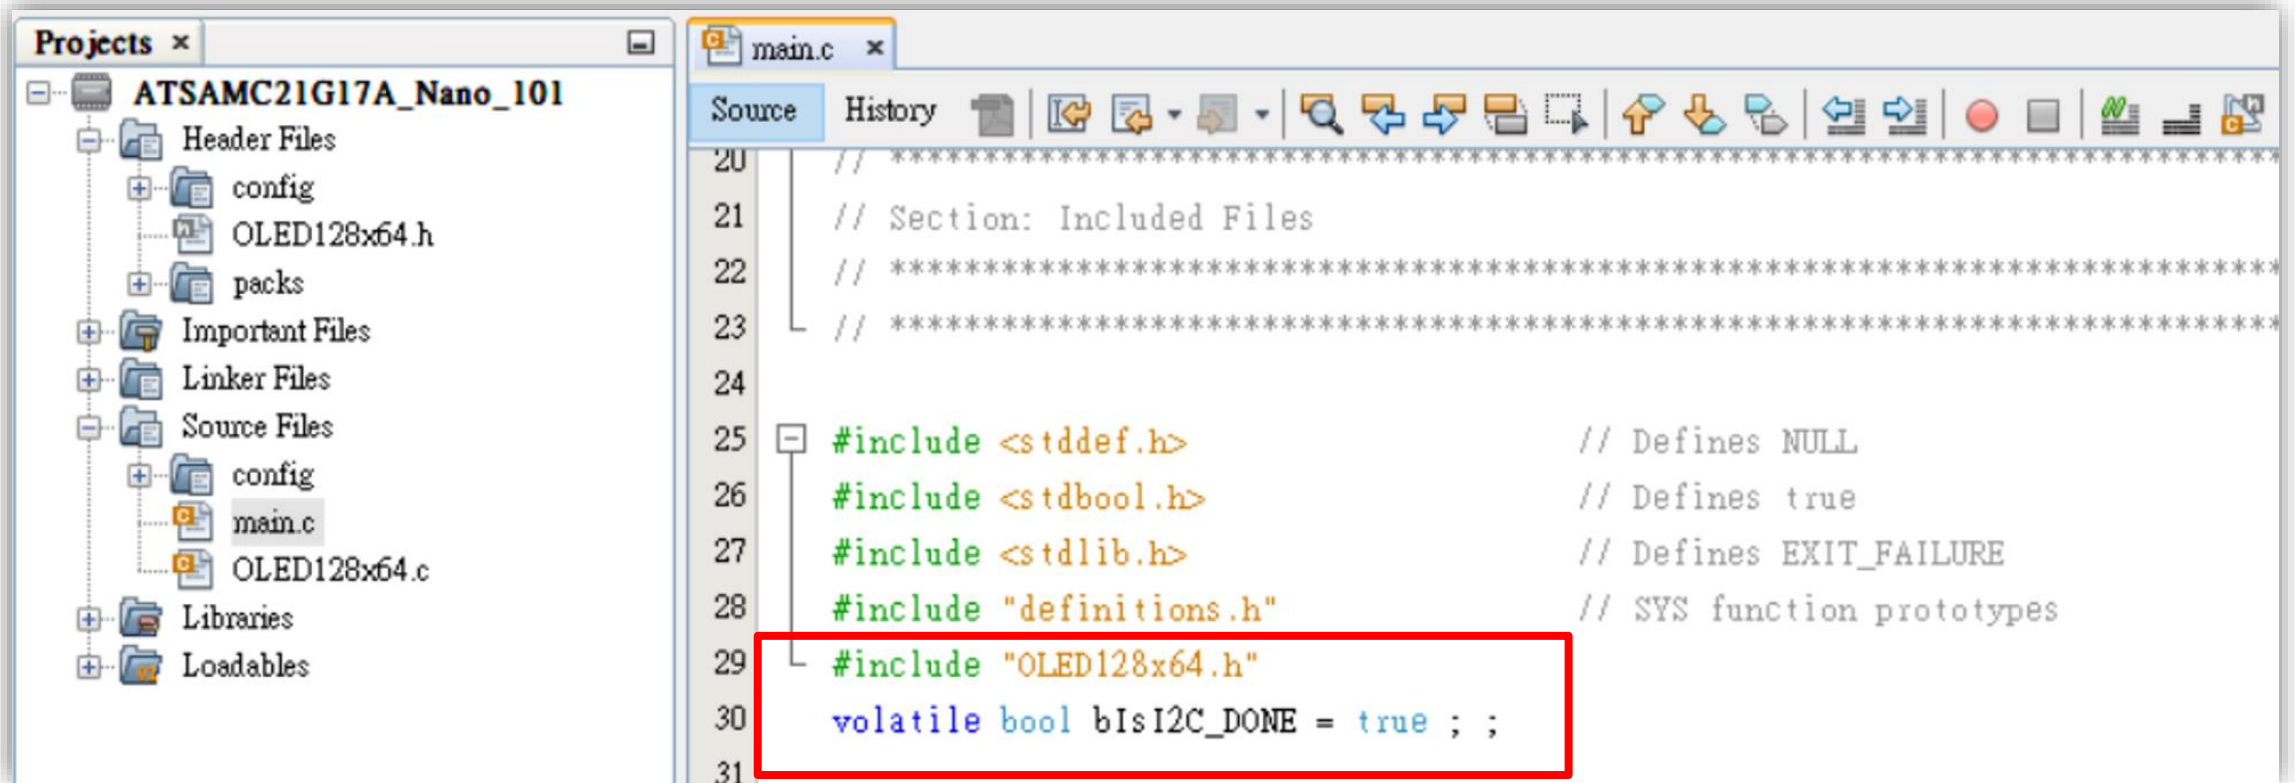 Projects
ATSAMC21G17A_Nano_101
Header Files
config
OLED128x64.h
packs
Important Files
Linker Files
Source Files
config
main.c
OLED128x64.c
Libraries
Loadables
main.c
Source History
20 // ******************************************************************************
21 // Section: Included Files
22 // ******************************************************************************
23 // ******************************************************************************
24
25 #include <stddef.h> // Defines NULL
26 #include <stdbool.h> // Defines true
27 #include <stdlib.h> // Defines EXIT_FAILURE
28 #include "definitions.h" // SYS function prototypes
29 #include "OLED128x64.h"
30 volatile bool bIsI2C_DONE = true ; ;
31